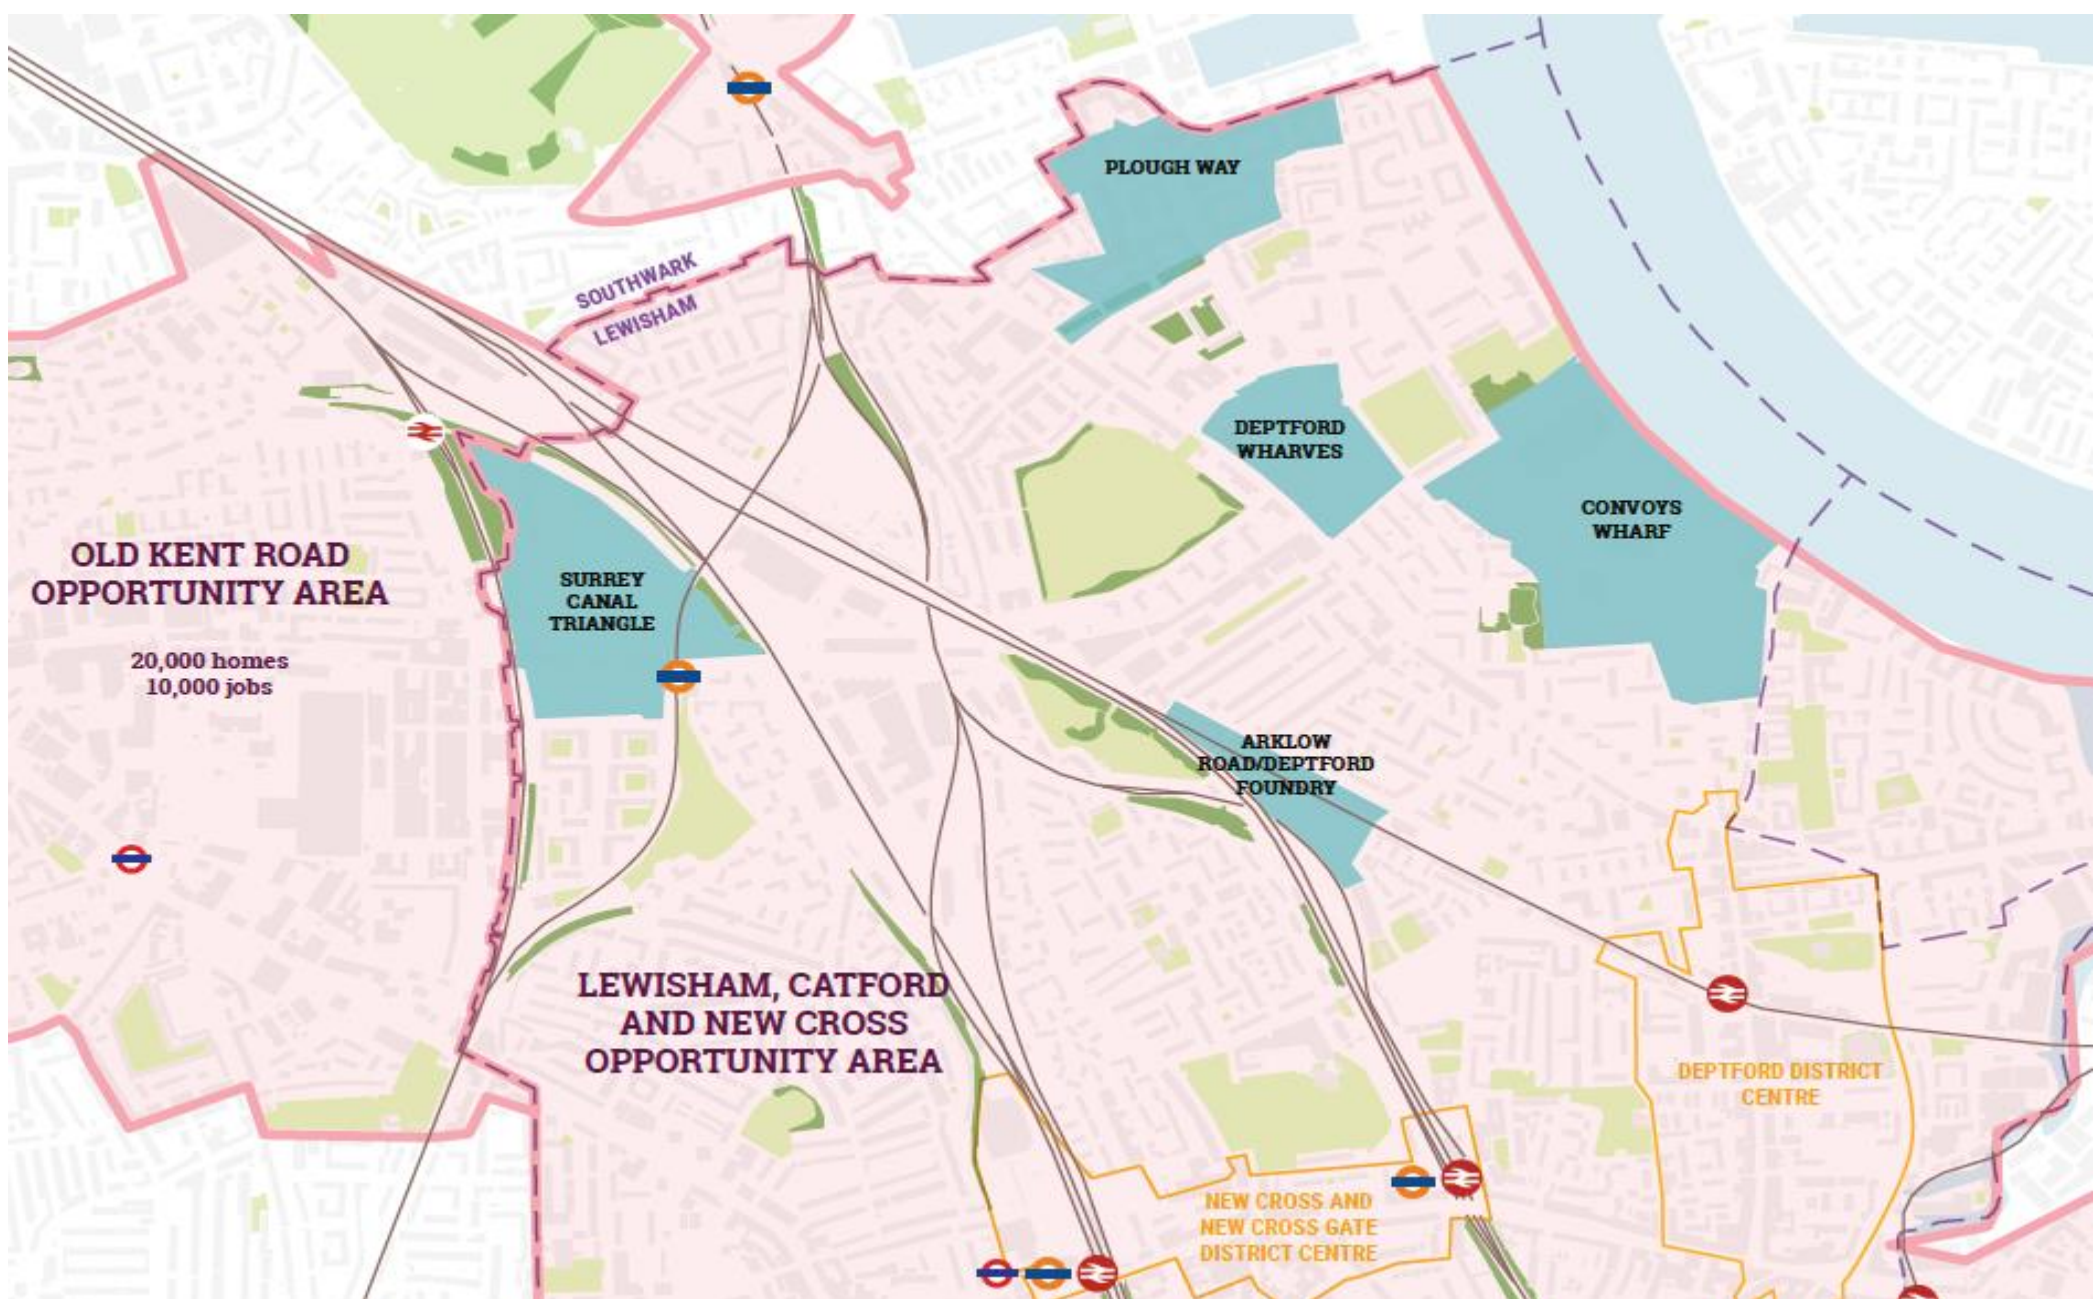 PLOUGH WAY
SOUTHWARK
LEWISHAM
DEPTFORD
WHARVES
CONVOYS
WHARF
OLD KENT ROAD
OPPORTUNITY AREA
20,000 homes
10,000 jobs
SURREY
CANAL
TRIANGLE
ARKLOW
ROAD/DEPTFORD
FOUNDRY
LEWISHAM, CATFORD
AND NEW CROSS
OPPORTUNITY AREA
DEPTFORD DISTRICT
CENTRE
NEW CROSS AND
NEW CROSS GATE
DISTRICT CENTRE